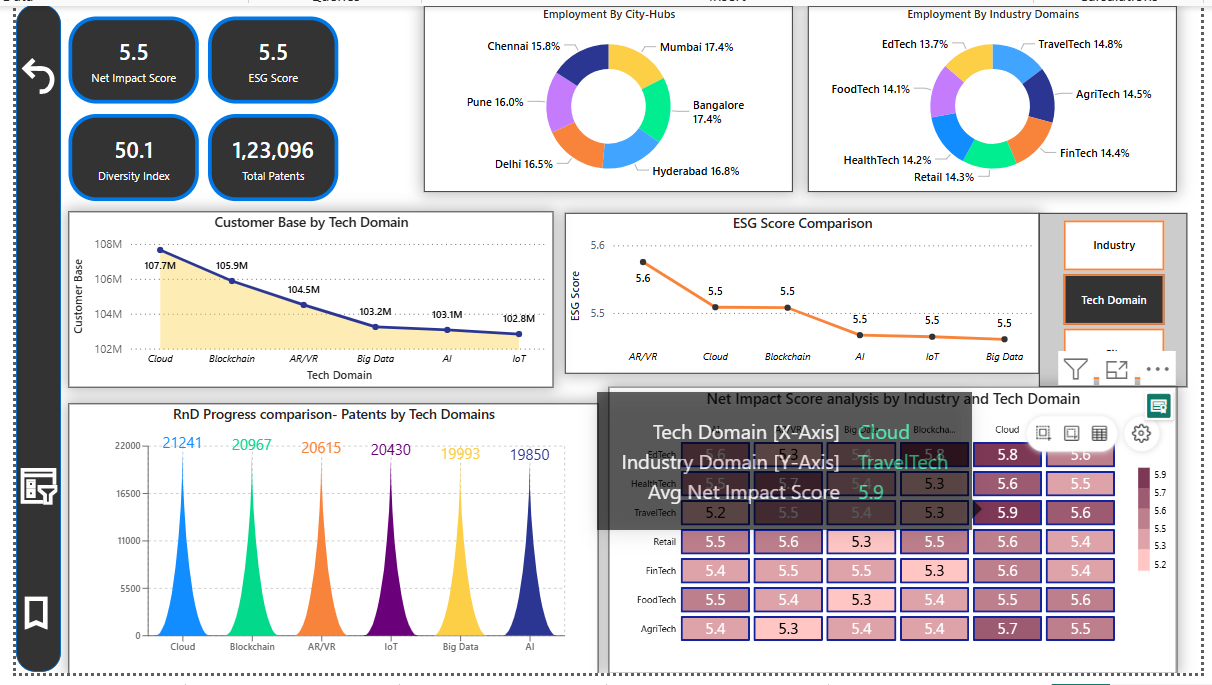 5.5
Net Impact Score
5.5
ESG Score
50.1
Diversity Index
1,23,096
Total Patents
Employment By City-Hubs
Chennai 15.8%
Mumbai 17.4%
Pune 16.0%
Bangalore
17.4%
Delhi 16.5%
Hyderabad 16.8%
Employment By Industry Domains
EdTech 13.7%
TravelTech 14.8%
FoodTech 14.1%
AgriTech 14.5%
HealthTech 14.2%
FinTech 14.4%
Retail 14.3%
Customer Base by Tech Domain
Customer Base
108M
106M
104M
102M
107.7M
105.9M
104.5M
103.2M
103.1M
102.8M
Cloud
Blockchain
AR/VR
Big Data
AI
IoT
Tech Domain
ESG Score Comparison
ESG Score
5.6
5.5
5.6
5.5
5.5
5.5
5.5
5.5
AR/VR
Cloud
Blockchain
AI
IoT
Big Data
Industry
Tech Domain
RnD Progress comparison- Patents by Tech Domains
22000
16500
11000
5500
0
21241
20967
20615
20430
19993
19850
Cloud
Blockchain
AR/VR
IoT
Big Data
AI
Net Impact Score analysis by Industry and Tech Domain
Tech Domain [X-Axis] Cloud
Industry Domain [Y-Axis] TravelTech
Avg Net Impact Score 5.9
Blockcha... Cloud
EdTech 5.8 5.8 5.6
HealthTech 5.3 5.6 5.5
TravelTech 5.2 5.5 5.4 5.3 5.9 5.6
Retail 5.5 5.6 5.3 5.5 5.6 5.4
FinTech 5.4 5.5 5.5 5.3 5.6 5.4
FoodTech 5.5 5.4 5.3 5.4 5.5 5.6
AgriTech 5.4 5.3 5.4 5.4 5.7 5.5
5.9
5.7
5.6
5.5
5.3
5.2